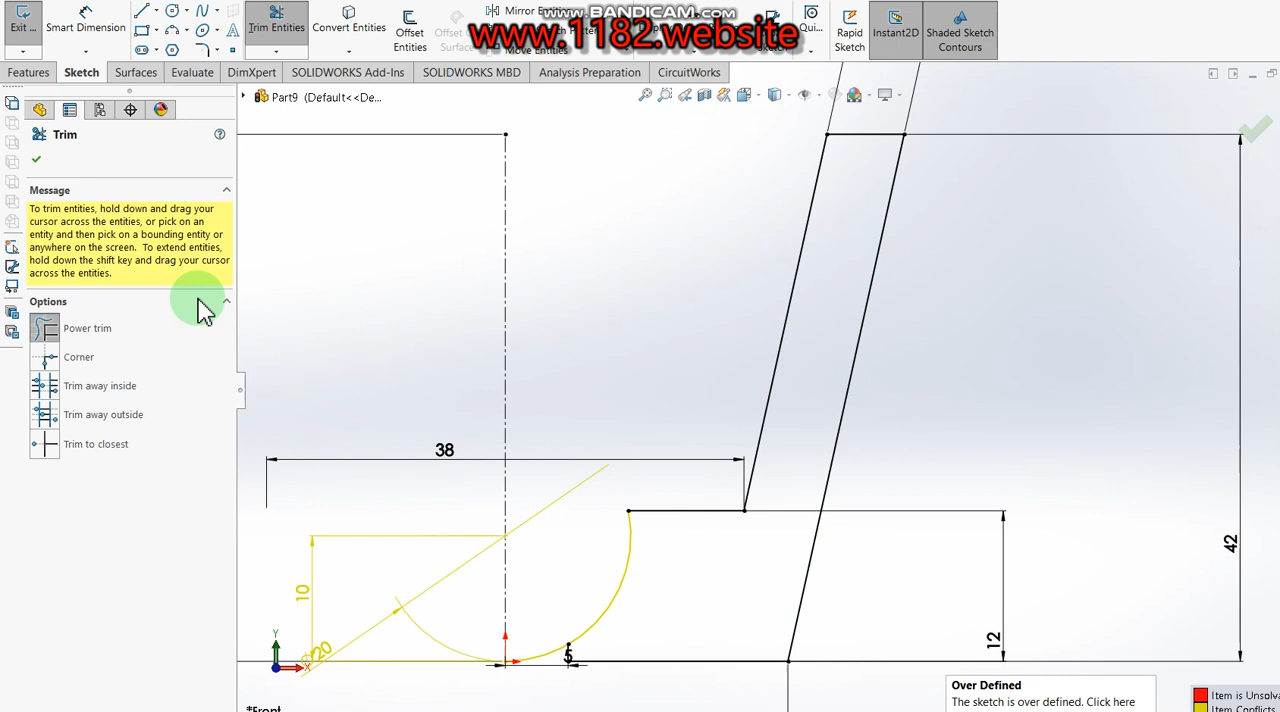 www.BANDICAM.com
www.1182.website
Exit ...
Smart Dimension
Trim Entities
Convert Entities
Offset Entities
Mirror Entities
Move Entities
Qui...
Rapid Sketch
Instant2D
Shaded Sketch Contours
Features
Sketch
Surfaces
Evaluate
DimXpert
SOLIDWORKS Add-Ins
SOLIDWORKS MBD
Analysis Preparation
CircuitWorks
Part9 (Default<<De...
Trim
Message
To trim entities, hold down and drag your
cursor across the entities, or pick on an
entity and then pick on a bounding entity or
anywhere on the screen. To extend entities,
hold down the shift key and drag your cursor
across the entities.
Options
Power trim
Corner
Trim away inside
Trim away outside
Trim to closest
38
10
20
5
12
42
Y
X
*Front
Over Defined
The sketch is over defined. Click here
Item is Unsolva
Item Conflicts